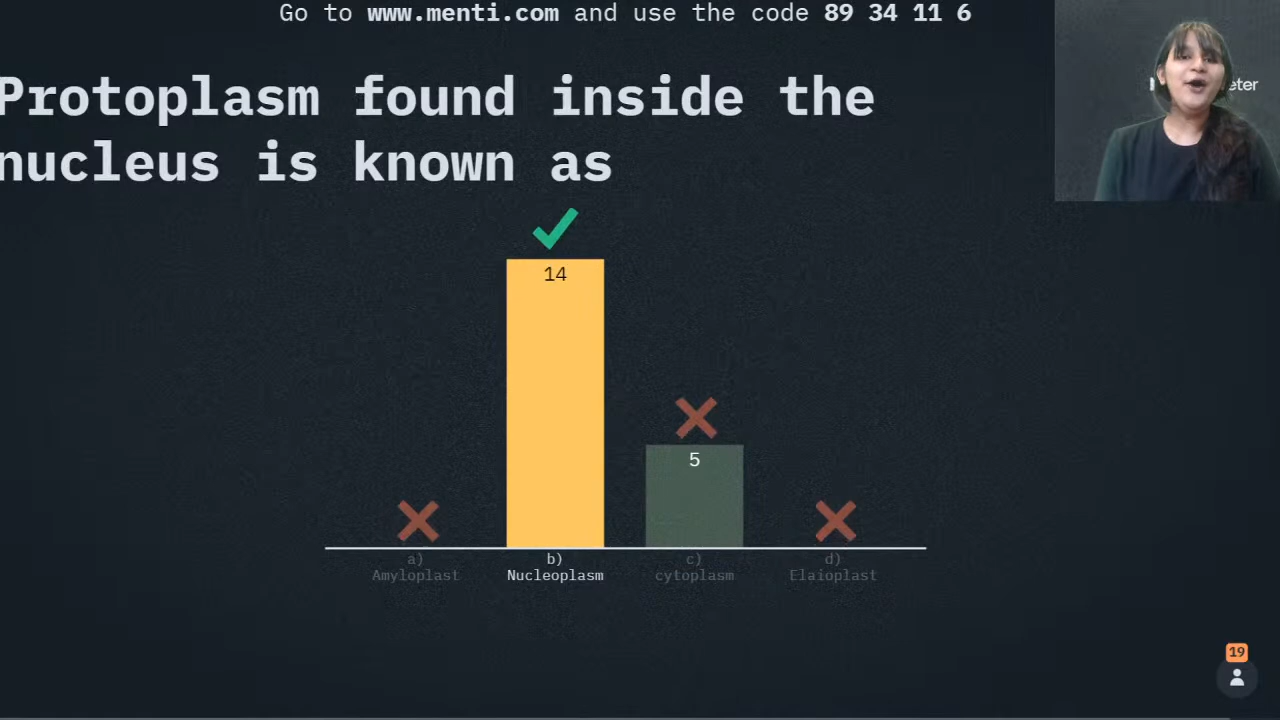 Go to www.menti.com and use the code 89 34 11 6
eter
Protoplasm found inside the
nucleus is known as
14
5
a)
Amyloplast
b)
Nucleoplasm
c)
cytoplasm
d)
Elaioplast
19